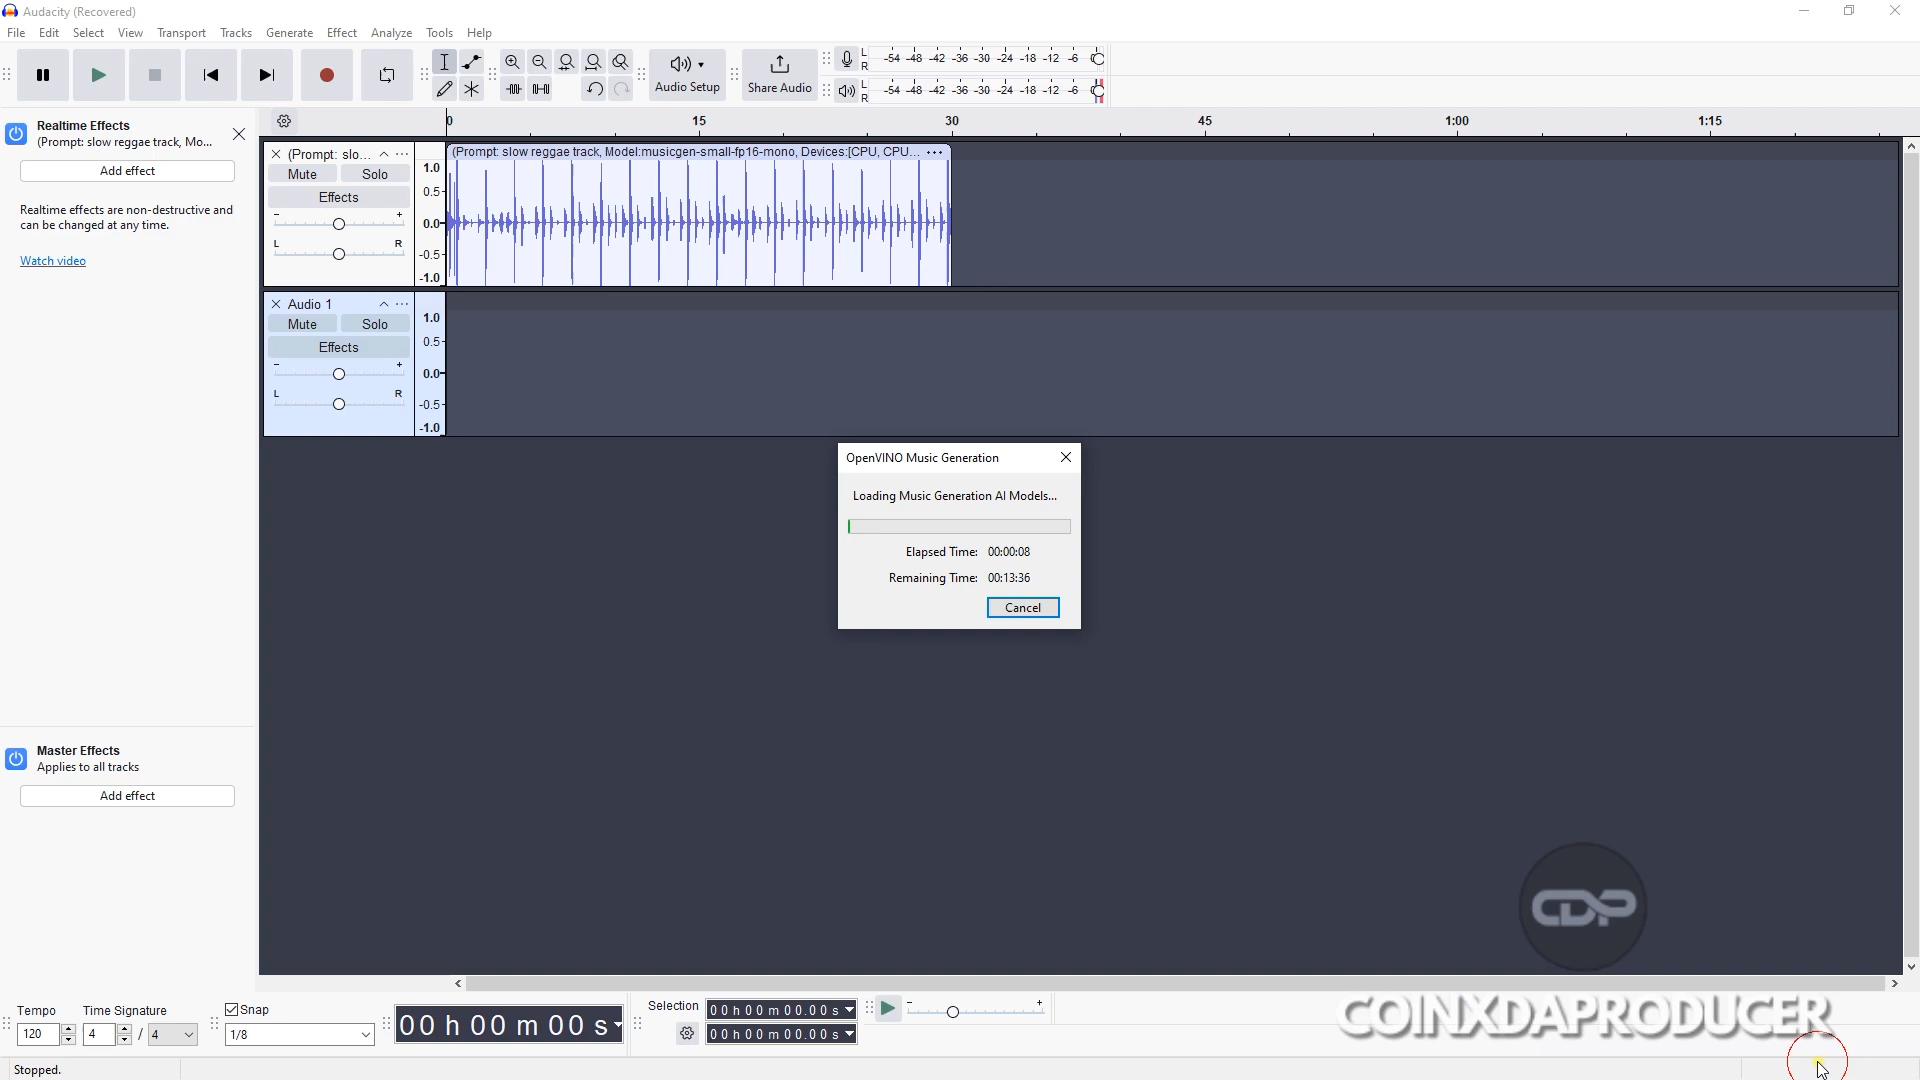 Audacity (Recovered)
File Edit Select View Transport Tracks Generate Effect Analyze Tools Help
Audio Setup
Share Audio
L
R
-54 -48 -42 -36 -30 -24 -18 -12 -6 0
L
R
-54 -48 -42 -36 -30 -24 -18 -12 -6 0
Realtime Effects
(Prompt: slow reggae track, Mo...
Add effect
Realtime effects are non-destructive and
can be changed at any time.
Watch video
0 15 30 45 1:00 1:15
(Prompt: slo...
Mute Solo
Effects
- +
L R
1.0
0.5
0.0
-0.5
-1.0
(Prompt: slow reggae track, Model:musicgen-small-fp16-mono, Devices:[CPU, CPU...
Audio 1
Mute Solo
Effects
- +
L R
1.0
0.5
0.0
-0.5
-1.0
OpenVINO Music Generation
Loading Music Generation AI Models...
Elapsed Time: 00:00:08
Remaining Time: 00:13:36
Cancel
Master Effects
Applies to all tracks
Add effect
CDP
Tempo
120
Time Signature
4 / 4
Snap
1/8
00 h 00 m 00 s
Selection
00 h 00 m 00.00 s
00 h 00 m 00.00 s
- +
COINXDAPRODUCER
Stopped.